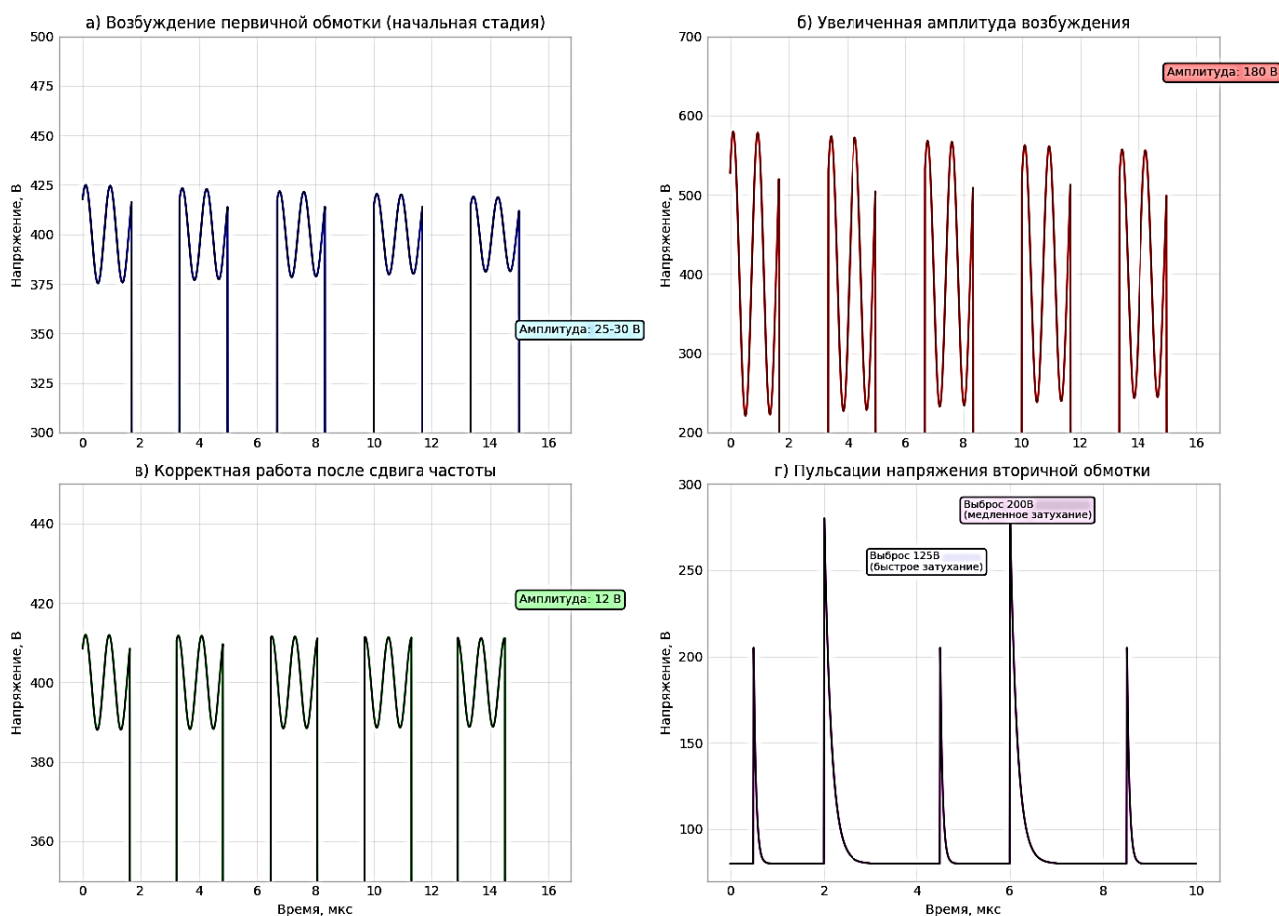 а) Возбуждение первичной обмотки (начальная стадия)
Напряжение, В
500
475
450
425
400
375
350
325
300
0 2 4 6 8 10 12 14 16
Амплитуда: 25-30 В
б) Увеличенная амплитуда возбуждения
Напряжение, В
700
600
500
400
300
200
0 2 4 6 8 10 12 14 16
Амплитуда: 180 В
в) Корректная работа после сдвига частоты
Напряжение, В
440
420
400
380
360
0 2 4 6 8 10 12 14 16
Время, мкс
Амплитуда: 12 В
г) Пульсации напряжения вторичной обмотки
Напряжение, В
300
250
200
150
100
0 2 4 6 8 10
Время, мкс
Выброс 200В
(медленное затухание)
Выброс 125В
(быстрое затухание)